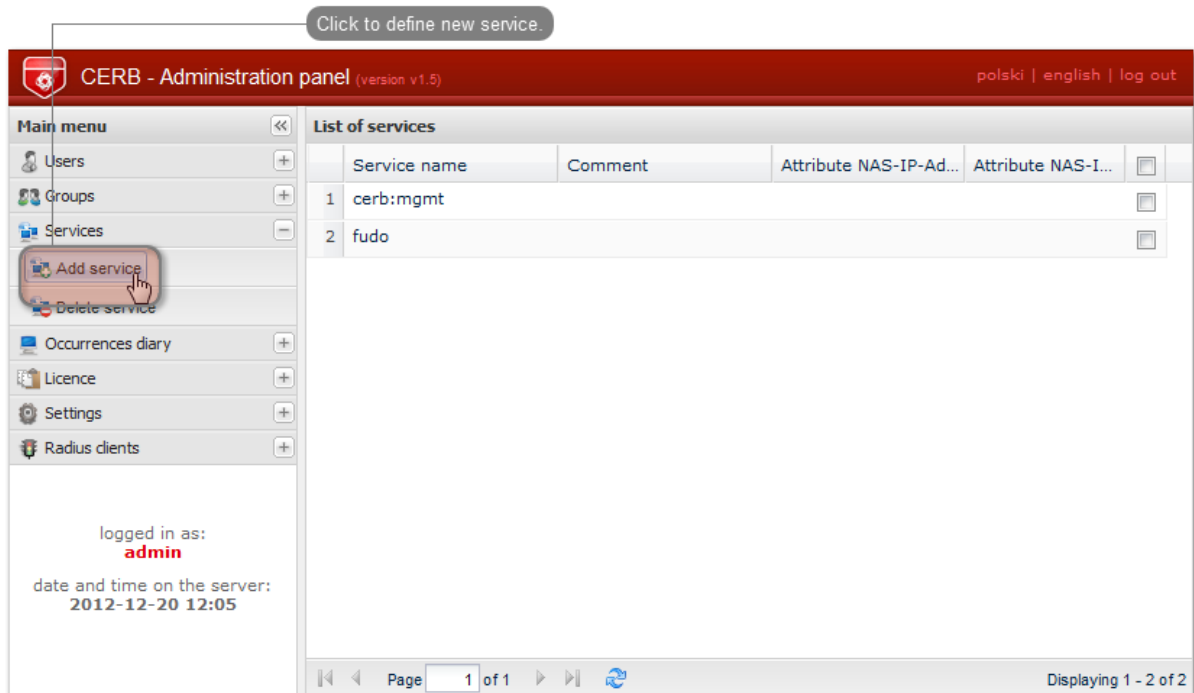 Click to define new service.
CERB - Administration panel (version v1.5)
polski | english | log out
Main menu
Users
Groups
Services
Add service
Delete service
Occurrences diary
Licence
Settings
Radius clients
logged in as:
admin
date and time on the server:
2012-12-20 12:05
List of services
Service name Comment Attribute NAS-IP-Ad... Attribute NAS-I...
1 cerb:mgmt
2 fudo
Page 1 of 1
Displaying 1 - 2 of 2